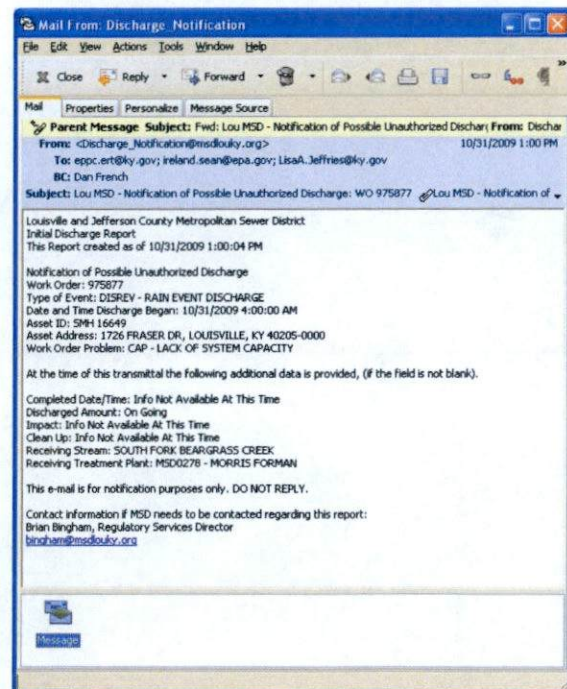 Mail From: Discharge_Notification
File Edit View Actions Tools Window Help
Close Reply Forward »
Mail Properties Personalize Message Source
Parent Message Subject: Fwd: Lou MSD - Notification of Possible Unauthorized Dischar( From: Dischar
From: <Discharge_Notification@msdlouky.org> 10/31/2009 1:00 PM
To: eppc.ert@ky.gov; ireland.sean@epa.gov; LisaA.Jeffries@ky.gov
BC: Dan French
Subject: Lou MSD - Notification of Possible Unauthorized Discharge: WO 975877 Lou MSD - Notification of
Louisville and Jefferson County Metropolitan Sewer District
Initial Discharge Report
This Report created as of 10/31/2009 1:00:04 PM
Notification of Possible Unauthorized Discharge
Work Order: 975877
Type of Event: DISREV - RAIN EVENT DISCHARGE
Date and Time Discharge Began: 10/31/2009 4:00:00 AM
Asset ID: SMH 16649
Asset Address: 1726 FRASER DR, LOUISVILLE, KY 40205-0000
Work Order Problem: CAP - LACK OF SYSTEM CAPACITY
At the time of this transmittal the following additional data is provided, (if the field is not blank).
Completed Date/Time: Info Not Available At This Time
Discharged Amount: On Going
Impact: Info Not Available At This Time
Clean Up: Info Not Available At This Time
Receiving Stream: SOUTH FORK BEARGRASS CREEK
Receiving Treatment Plant: MSD0278 - MORRIS FORMAN
This e-mail is for notification purposes only. DO NOT REPLY.
Contact information if MSD needs to be contacted regarding this report:
Brian Bingham, Regulatory Services Director
bingham@msdlouky.org
Message